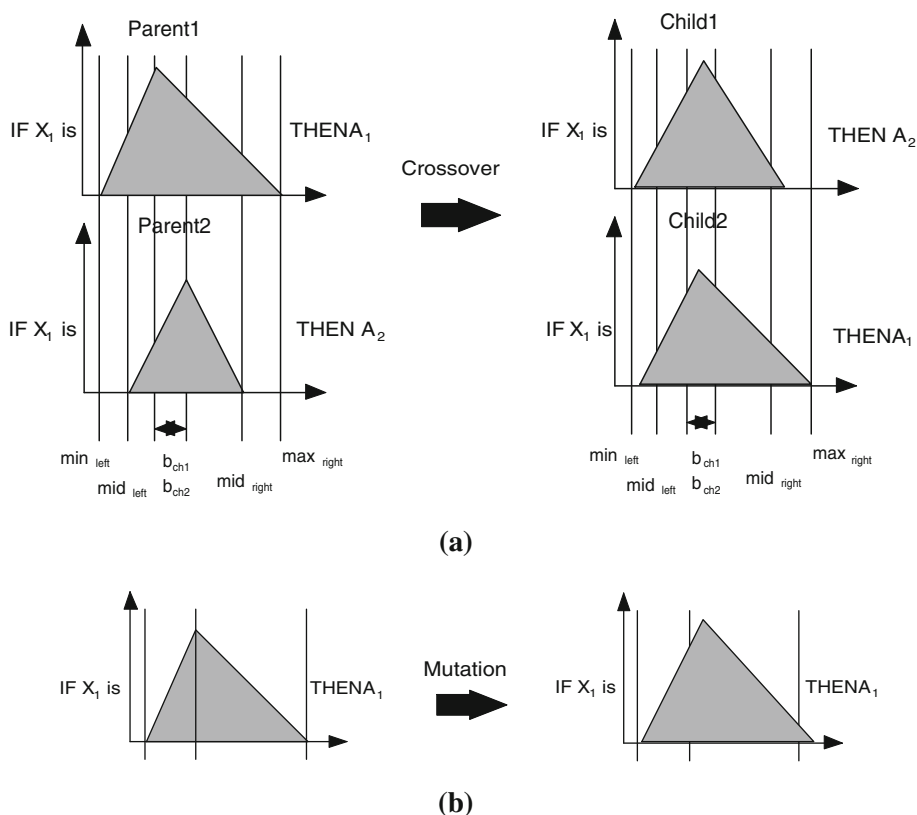 Parent1
IF X1 is
THENA1
Parent2
IF X1 is
THEN A2
min left
mid left
bch1
bch2
mid right
max right
Crossover
Child1
IF X1 is
THEN A2
Child2
IF X1 is
THENA1
min left
mid left
bch1
bch2
mid right
max right
(a)
IF X1 is
THENA1
Mutation
IF X1 is
THENA1
(b)